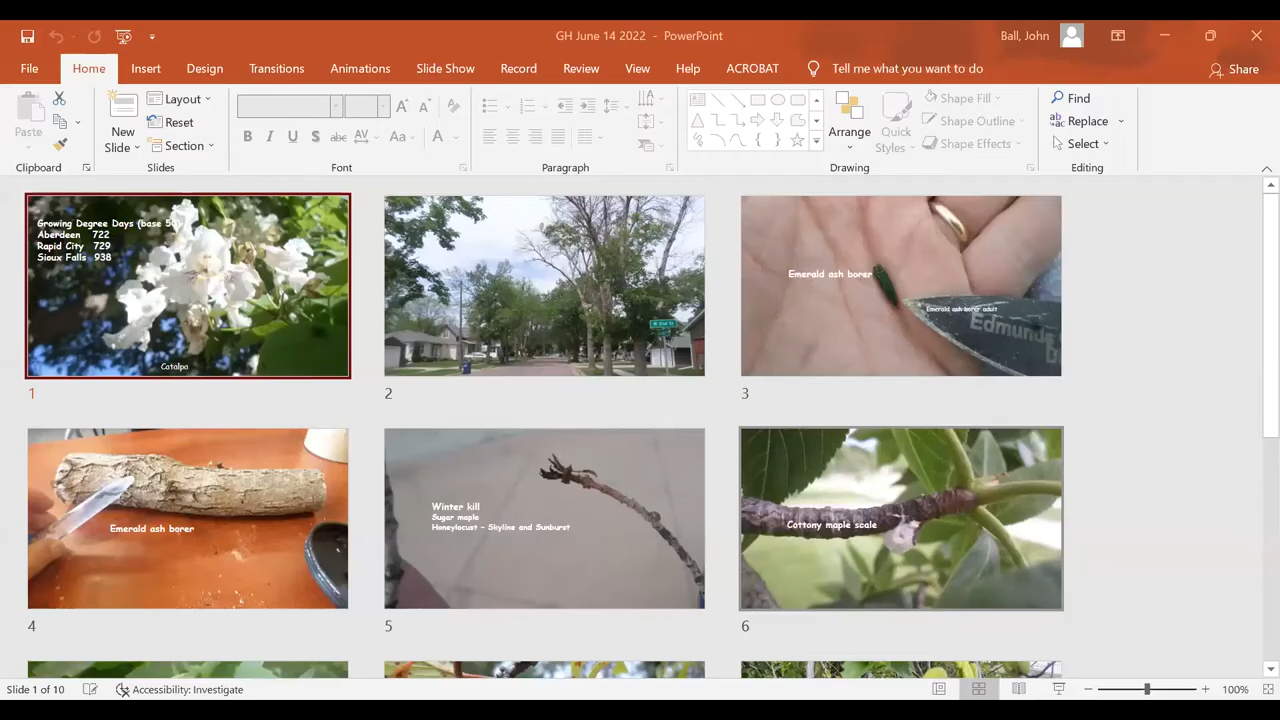 GH June 14 2022 - PowerPoint
Ball, John
File Home Insert Design Transitions Animations Slide Show Record Review View Help ACROBAT Tell me what you want to do Share
Paste
New
Slide
Layout
Reset
Section
B I U S abc AV Aa A
Arrange
Quick
Styles
Shape Fill
Shape Outline
Shape Effects
Find
Replace
Select
Clipboard Slides Font Paragraph Drawing Editing
Growing Degree Days (base 50)
Aberdeen 722
Rapid City 729
Sioux Falls 938
Catalpa
1
2
Emerald ash borer
Emerald ash borer adult
Edmunds
3
Emerald ash borer
4
Winter kill
Sugar maple
Honeylocust - Skyline and Sunburst
5
Cottony maple scale
6
Slide 1 of 10
Accessibility: Investigate
100%